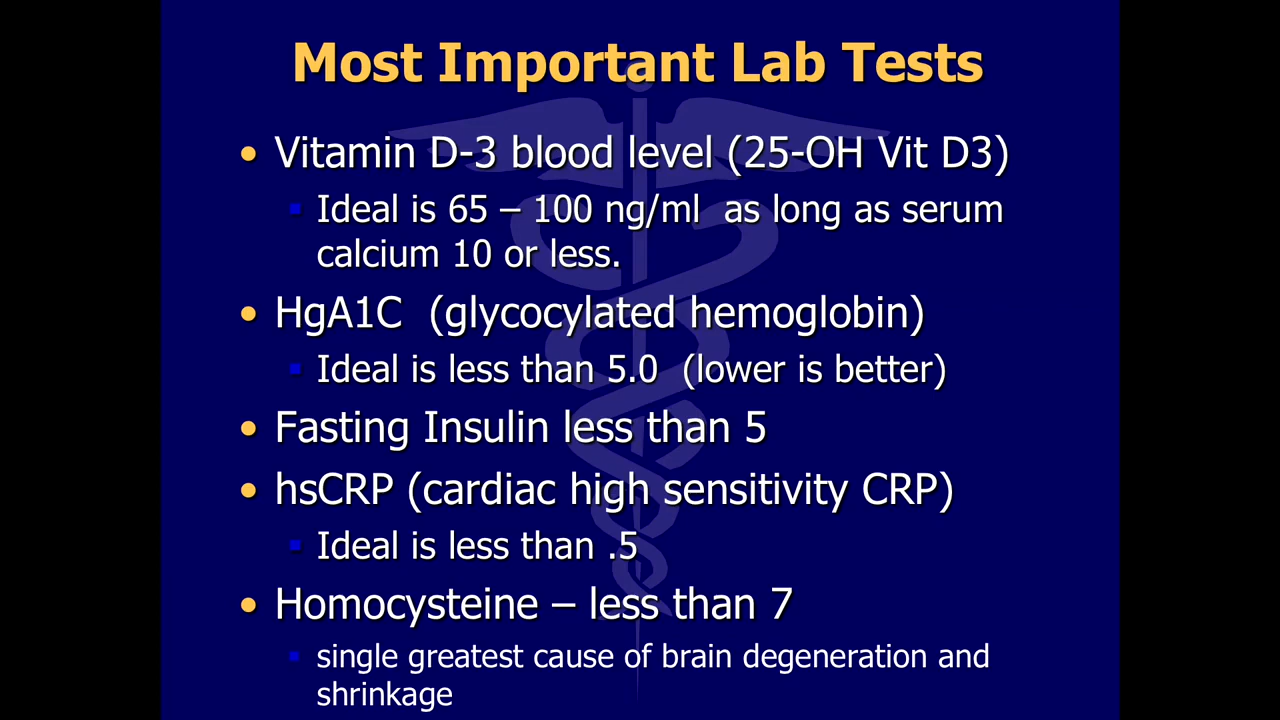 Most Important Lab Tests
• Vitamin D-3 blood level (25-OH Vit D3)
▪ Ideal is 65 – 100 ng/ml  as long as serum
calcium 10 or less.
• HgA1C  (glycocylated hemoglobin)
▪ Ideal is less than 5.0  (lower is better)
• Fasting Insulin less than 5
• hsCRP (cardiac high sensitivity CRP)
▪ Ideal is less than .5
• Homocysteine – less than 7
▪ single greatest cause of brain degeneration and
shrinkage